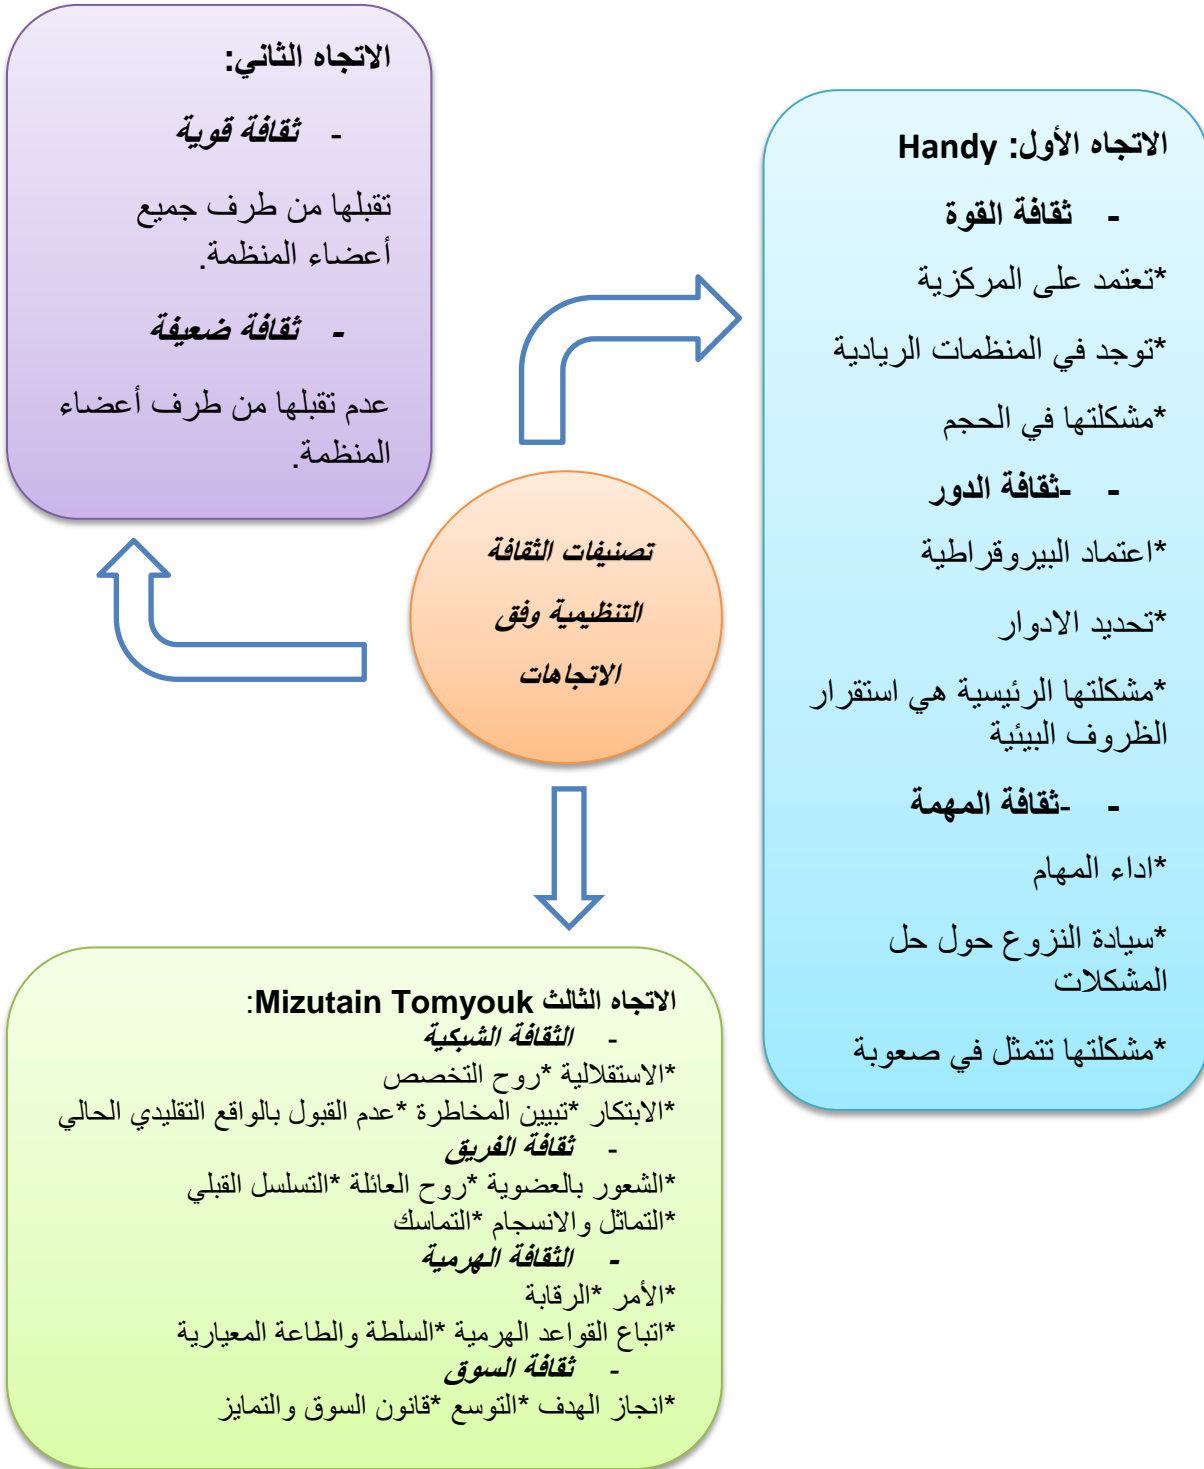 الاتجاه الثاني:
- ثقافة قوية
تقبلها من طرف جميع
أعضاء المنظمة.
- ثقافة ضعيفة
عدم تقبلها من طرف أعضاء
المنظمة.
الاتجاه الأول: Handy
- ثقافة القوة
*تعتمد على المركزية
*توجد في المنظمات الريادية
*مشكلتها في الحجم
- -ثقافة الدور
*اعتماد البيروقراطية
*تحديد الادوار
*مشكلتها الرئيسية هي استقرار
الظروف البيئية
- -ثقافة المهمة
*اداء المهام
*سيادة النزوع حول حل
المشكلات
*مشكلتها تتمثل في صعوبة
تصنيفات الثقافة
التنظيمية وفق
الاتجاهات
الاتجاه الثالث Mizutain Tomyouk:
- الثقافة الشبكية
*الاستقلالية *روح التخصص
*الابتكار *تبيين المخاطرة *عدم القبول بالواقع التقليدي الحالي
- ثقافة الفريق
*الشعور بالعضوية *روح العائلة *التسلسل القبلي
*التماثل والانسجام *التماسك
- الثقافة الهرمية
*الأمر *الرقابة
*اتباع القواعد الهرمية *السلطة والطاعة المعيارية
- ثقافة السوق
*انجاز الهدف *التوسع *قانون السوق والتمايز